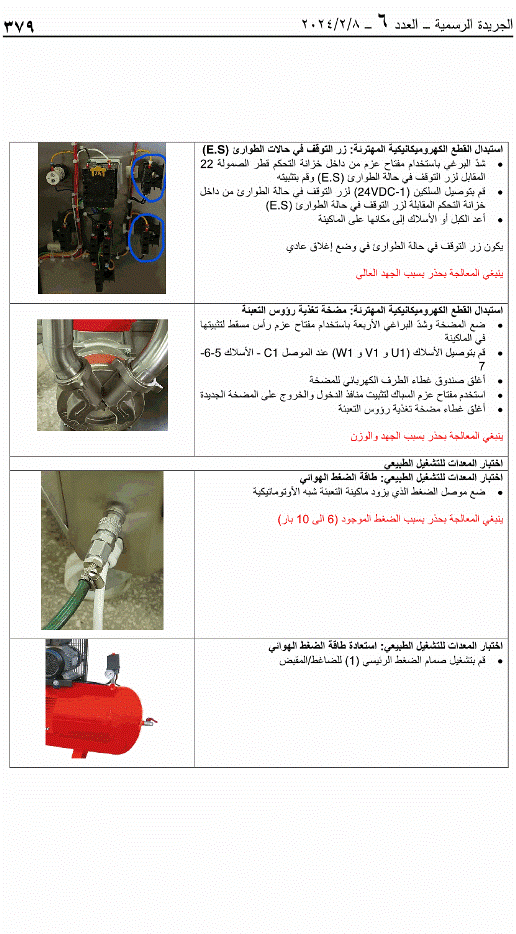 الجريدة الرسمية – العدد ٦ – ٢٠٢٤/٢/٨
٣٧٩
استبدال القطع الكهروميكانيكية المهترئة: زر التوقف في حالات الطوارئ (E.S)
• شدّ البراغي باستخدام مفتاح عزم من داخل خزانة التحكم قطر الصمولة 22
المقابل لزر التوقف في حالة الطوارئ (E.S) وقم بتثبيته
• قم بتوصيل السلكين (1-24VDC) لزر التوقف في حالة الطوارئ من داخل
خزانة التحكم المقابلة لزر التوقف في حالة الطوارئ (E.S)
• أعد الكبل أو الأسلاك إلى مكانها على الماكينة
يكون زر التوقف في حالة الطوارئ في وضع إغلاق عادي
ينبغي المعالجة بحذر بسبب الجهد العالي
استبدال القطع الكهروميكانيكية المهترئة: مضخة تغذية رؤوس التعبئة
• ضع المضخة وشدّ البراغي الأربعة باستخدام مفتاح عزم رأس مسقط لتثبيتها
في الماكينة
• قم بتوصيل الأسلاك (U1 و V1 و W1) عند الموصل C1 - الأسلاك 5-6-
7
• أغلق صندوق غطاء الطرف الكهربائي للمضخة
• استخدم مفتاح عزم السباك لتثبيت منافذ الدخول والخروج على المضخة الجديدة
• أغلق غطاء مضخة تغذية رؤوس التعبئة
ينبغي المعالجة بحذر بسبب الجهد والوزن
اختبار المعدات للتشغيل الطبيعي
اختبار المعدات للتشغيل الطبيعي: طاقة الضغط الهوائي
• ضع موصل الضغط الذي يزود ماكينة التعبئة شبه الأوتوماتيكية
ينبغي المعالجة بحذر بسبب الضغط الموجود (6 الى 10 بار)
اختبار المعدات للتشغيل الطبيعي: استعادة طاقة الضغط الهوائي
• قم بتشغيل صمام الضغط الرئيسي (1) للضاغط/المقبض